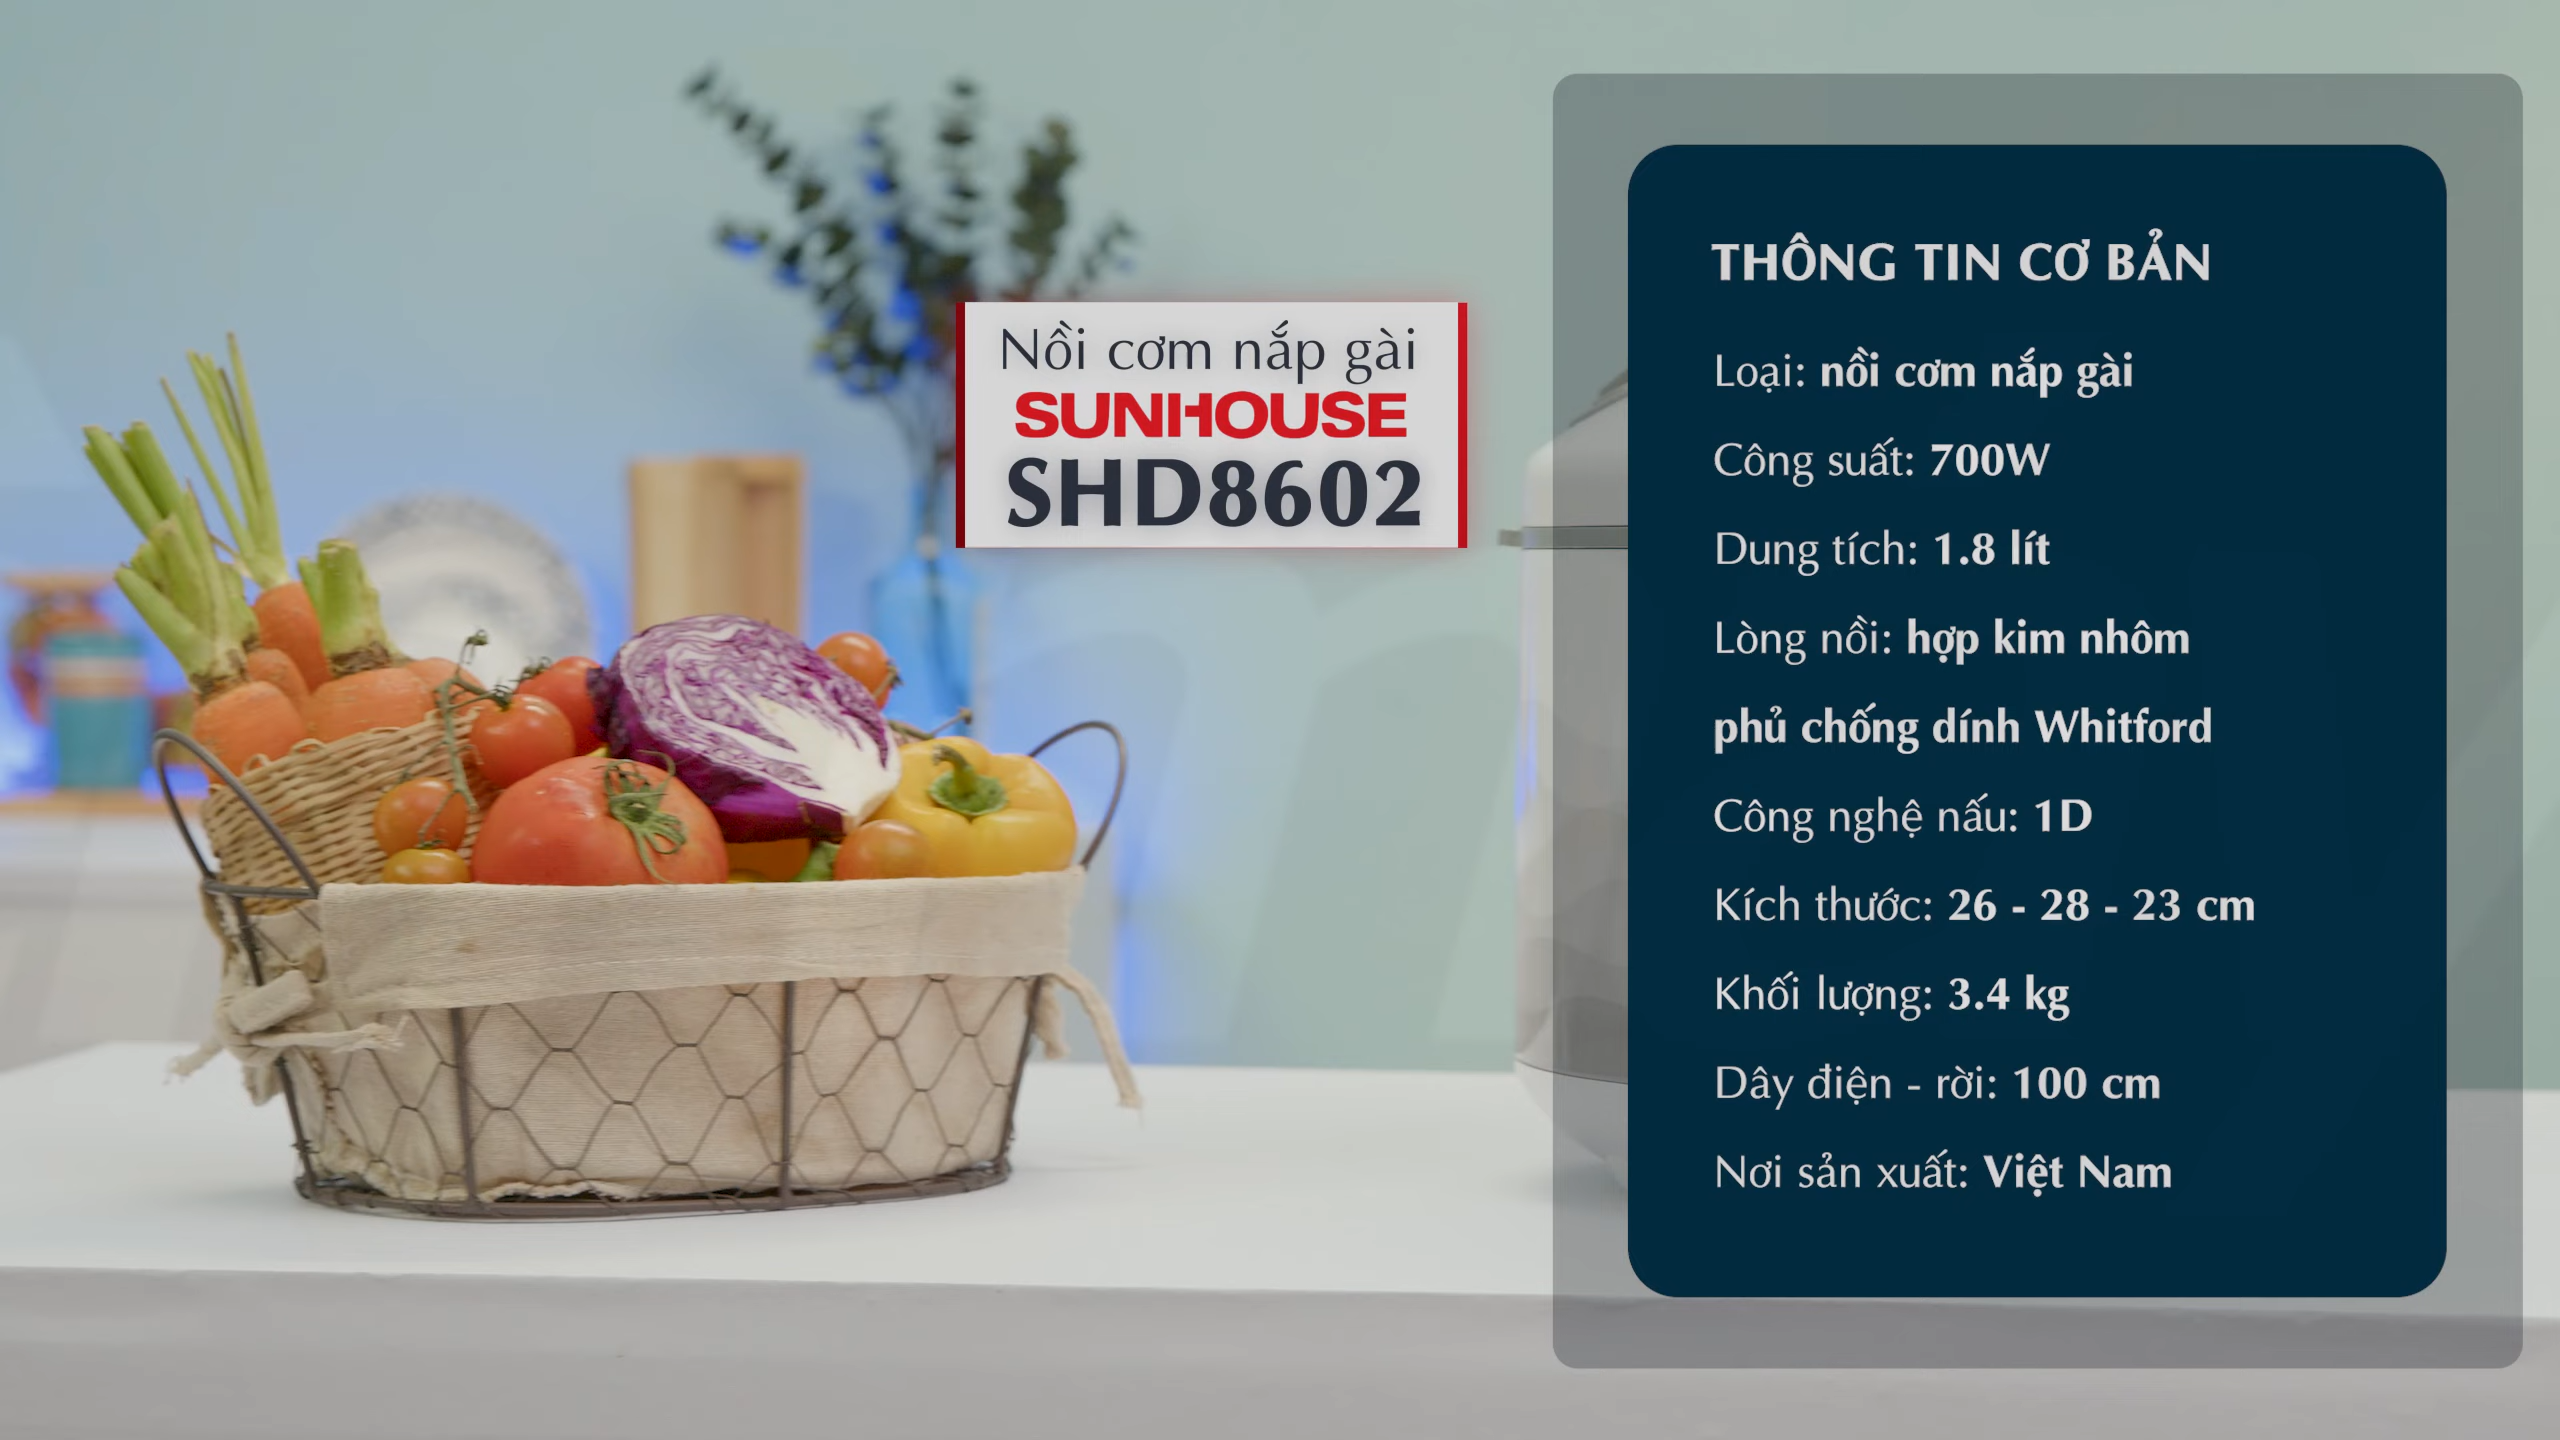 Nồi cơm nắp gài
SUNHOUSE
SHD8602
THÔNG TIN CƠ BẢN
Loại: nồi cơm nắp gài
Công suất: 700W
Dung tích: 1.8 lít
Lòng nồi: hợp kim nhôm
phủ chống dính Whitford
Công nghệ nấu: 1D
Kích thước: 26 - 28 - 23 cm
Khối lượng: 3.4 kg
Dây điện - rời: 100 cm
Nơi sản xuất: Việt Nam